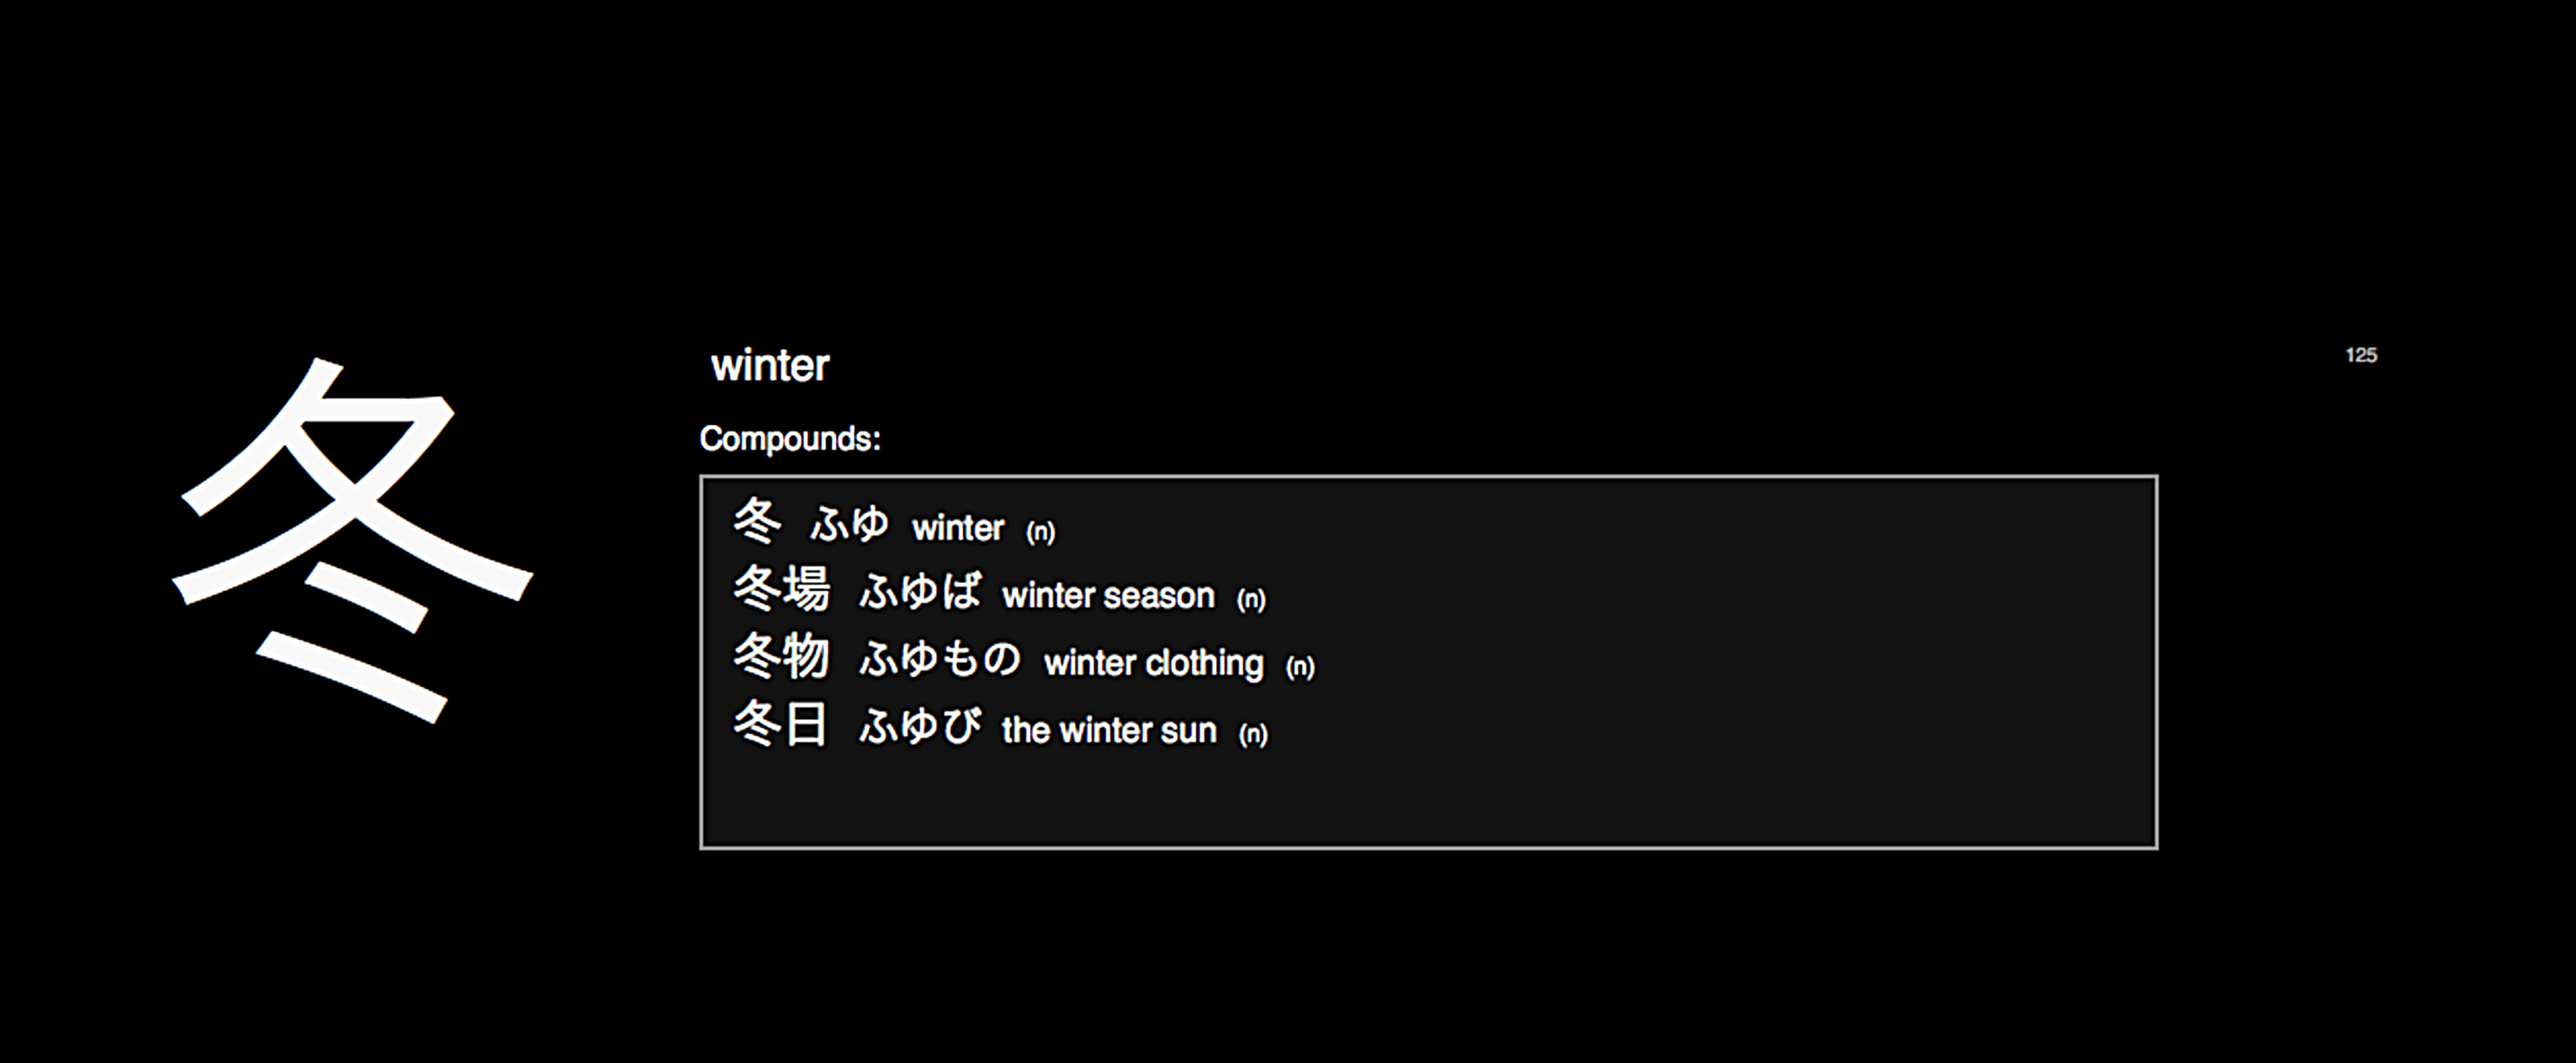 冬
winter
125
Compounds:
冬 ふゆ winter (n)
冬場 ふゆば winter season (n)
冬物 ふゆもの winter clothing (n)
冬日 ふゆび the winter sun (n)